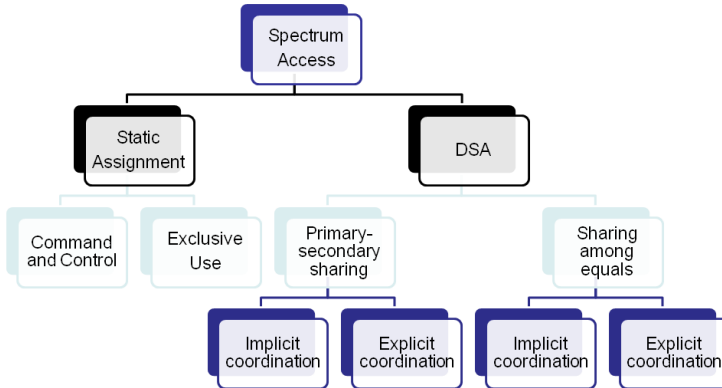 Spectrum
Access
Static
Assignment
DSA
Command
and Control
Exclusive
Use
Primary-
secondary
sharing
Sharing
among
equals
Implicit
coordination
Explicit
coordination
Implicit
coordination
Explicit
coordination